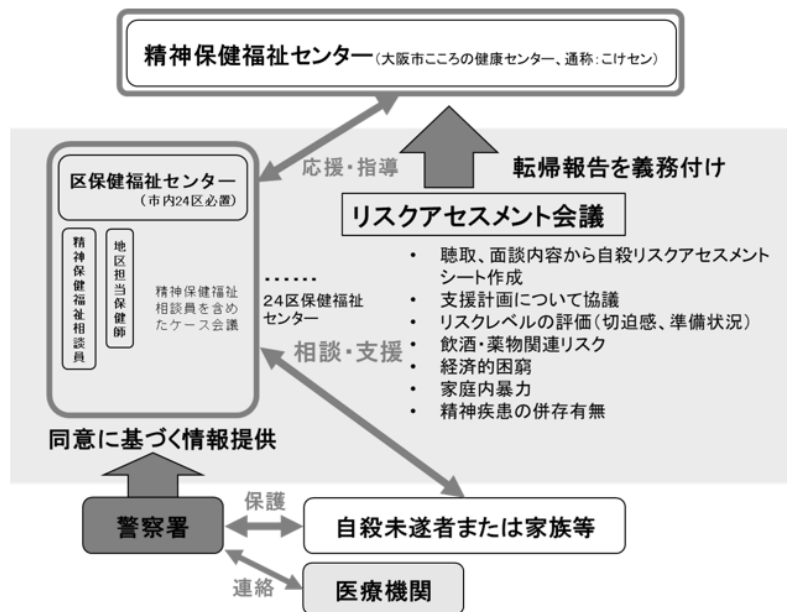 精神保健福祉センター(大阪市こころの健康センター、通称：こけセン)
応援・指導
転帰報告を義務付け
区保健福祉センター
(市内24区必置)
精神保健福祉相談員
地区担当保健師
精神保健福祉
相談員を含め
たケース会議
……
24区保健福祉
センター
リスクアセスメント会議
• 聴取、面談内容から自殺リスクアセスメント
シート作成
• 支援計画について協議
• リスクレベルの評価(切迫感、準備状況)
• 飲酒・薬物関連リスク
• 経済的困窮
• 家庭内暴力
• 精神疾患の併存有無
相談・支援
同意に基づく情報提供
警察署
保護
自殺未遂者または家族等
連絡
医療機関